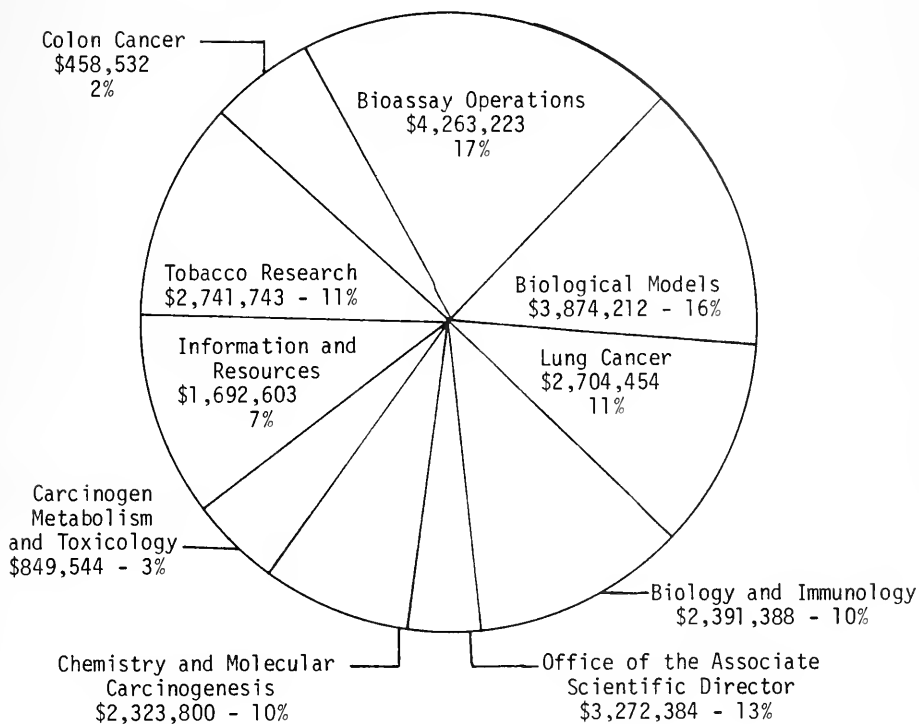 Colon Cancer
$458,532
2%
Bioassay Operations
$4,263,223
17%
Tobacco Research
$2,741,743 - 11%
Biological Models
$3,874,212 - 16%
Information and
Resources
$1,692,603
7%
Lung Cancer
$2,704,454
11%
Carcinogen
Metabolism
and Toxicology
$849,544 - 3%
Biology and Immunology
$2,391,388 - 10%
Chemistry and Molecular
Carcinogenesis
$2,323,800 - 10%
Office of the Associate
Scientific Director
$3,272,384 - 13%